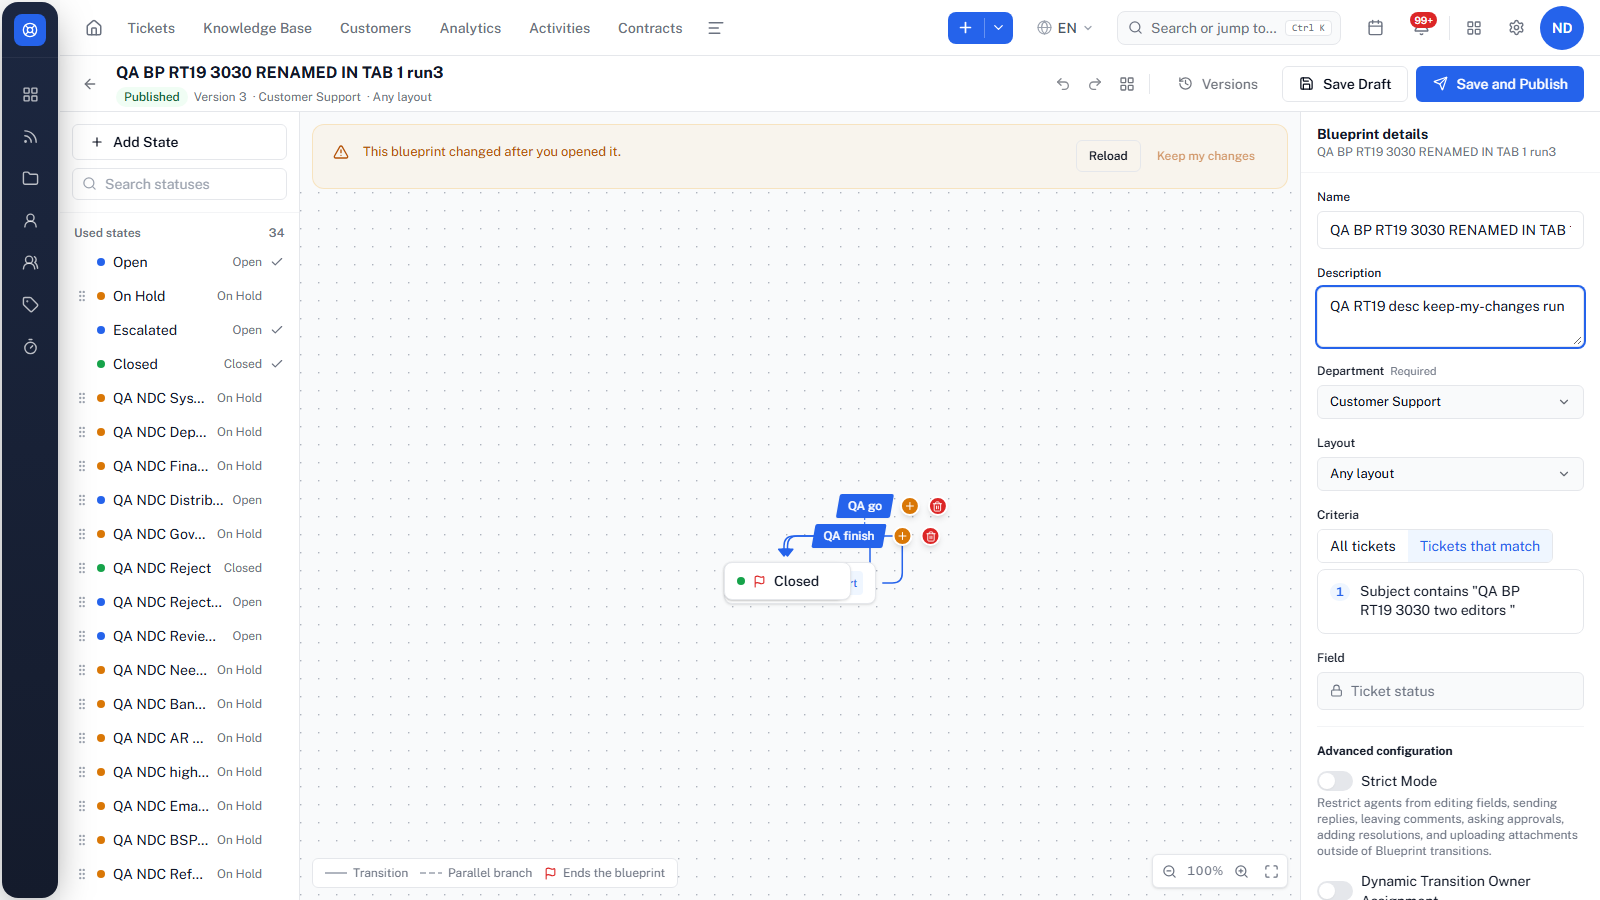 Tickets
Knowledge Base
Customers
Analytics
Activities
Contracts
EN
Search or jump to...
Ctrl K
99+
ND
QA BP RT19 3030 RENAMED IN TAB 1 run3
Published
Version 3 · Customer Support · Any layout
Versions
Save Draft
Save and Publish
Add State
Search statuses
Used states 34
Open Open
On Hold On Hold
Escalated Open
Closed Closed
QA NDC Sys... On Hold
QA NDC Dep... On Hold
QA NDC Fina... On Hold
QA NDC Distrib... Open
QA NDC Gov... On Hold
QA NDC Reject Closed
QA NDC Reject... Open
QA NDC Revie... Open
QA NDC Nee... On Hold
QA NDC Ban... On Hold
QA NDC AR ... On Hold
QA NDC high... On Hold
QA NDC Ema... On Hold
QA NDC BSP... On Hold
QA NDC Ref... On Hold
This blueprint changed after you opened it.
Reload
Keep my changes
QA go
QA finish
Closed
Transition
Parallel branch
Ends the blueprint
100%
Blueprint details
QA BP RT19 3030 RENAMED IN TAB 1 run3
Name
QA BP RT19 3030 RENAMED IN TAB
Description
QA RT19 desc keep-my-changes run
Department Required
Customer Support
Layout
Any layout
Criteria
All tickets
Tickets that match
1 Subject contains "QA BP
RT19 3030 two editors "
Field
Ticket status
Advanced configuration
Strict Mode
Restrict agents from editing fields, sending
replies, leaving comments, asking approvals,
adding resolutions, and uploading attachments
outside of Blueprint transitions.
Dynamic Transition Owner